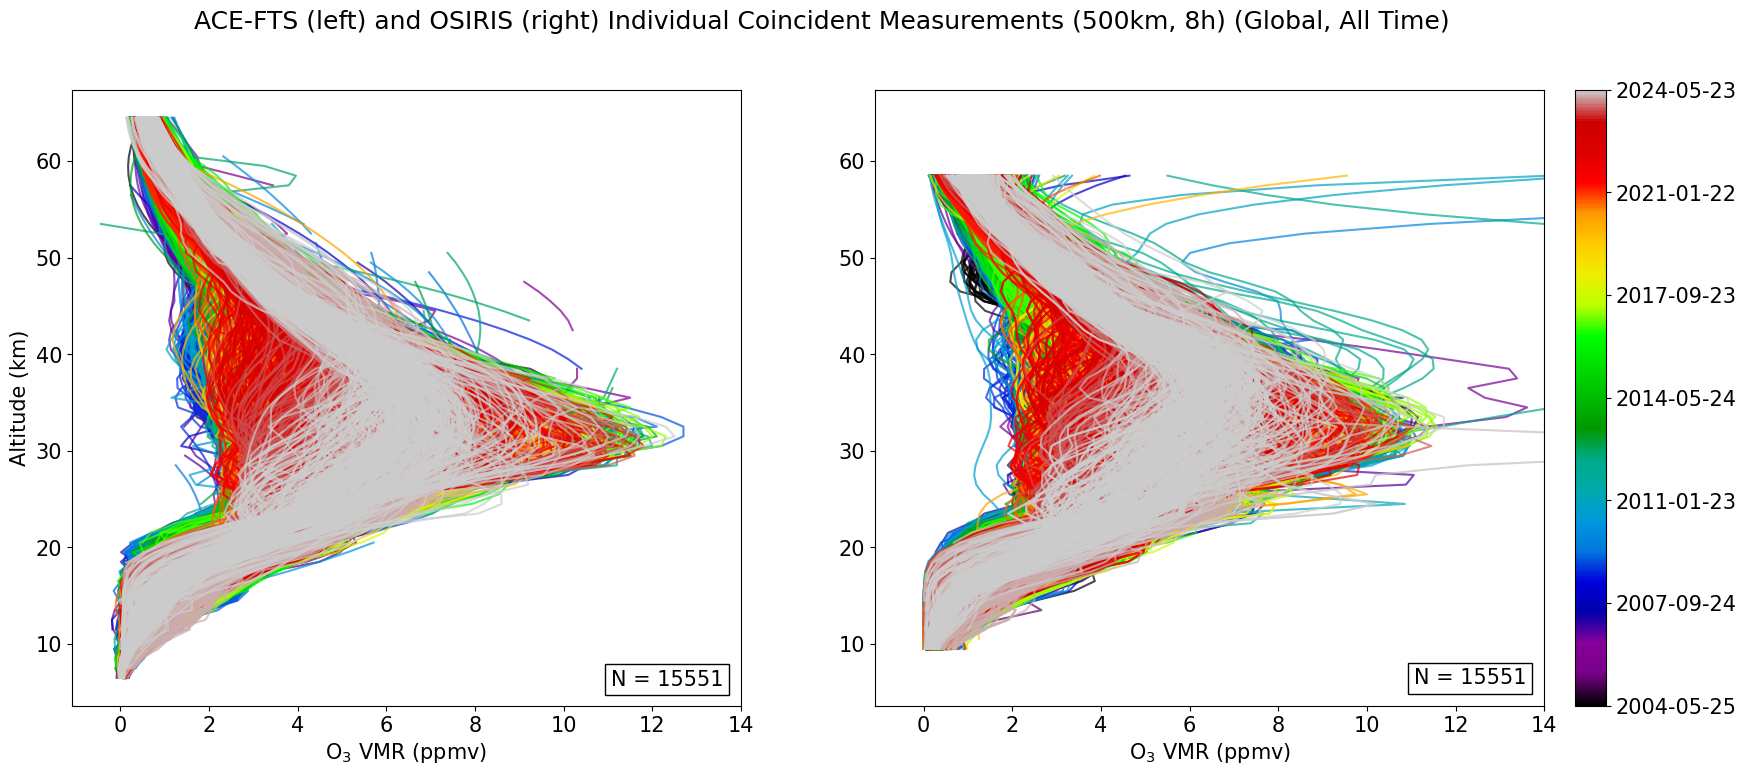 ACE-FTS (left) and OSIRIS (right) Individual Coincident Measurements (500km, 8h) (Global, All Time)
Altitude (km)
60
50
40
30
20
10
0 2 4 6 8 10 12 14
O₃ VMR (ppmv)
N = 15551
60
50
40
30
20
10
0 2 4 6 8 10 12 14
O₃ VMR (ppmv)
N = 15551
2024-05-23
2021-01-22
2017-09-23
2014-05-24
2011-01-23
2007-09-24
2004-05-25